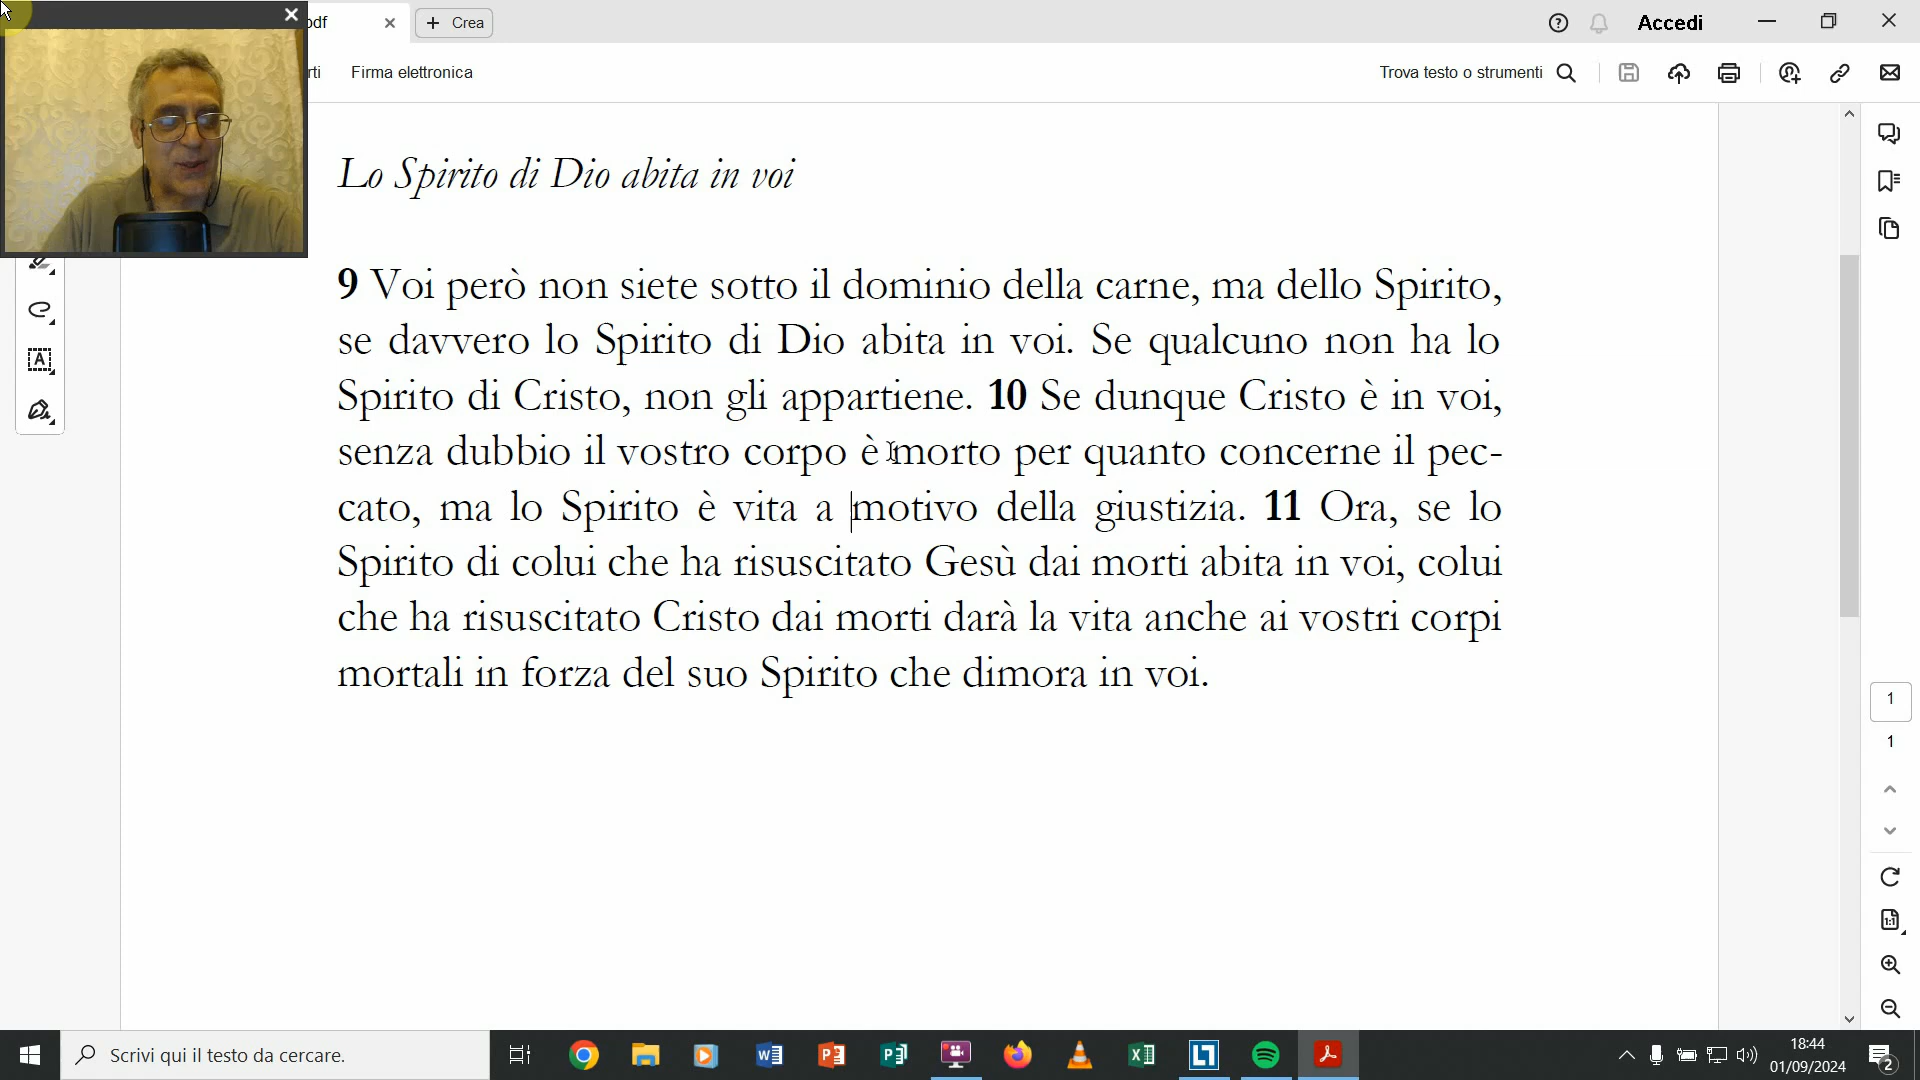 pdf
Crea
Accedi
rti
Firma elettronica
Trova testo o strumenti
Lo Spirito di Dio abita in voi
9 Voi però non siete sotto il dominio della carne, ma dello Spirito,
se davvero lo Spirito di Dio abita in voi. Se qualcuno non ha lo
Spirito di Cristo, non gli appartiene. 10 Se dunque Cristo è in voi,
senza dubbio il vostro corpo è morto per quanto concerne il pec-
cato, ma lo Spirito è vita a motivo della giustizia. 11 Ora, se lo
Spirito di colui che ha risuscitato Gesù dai morti abita in voi, colui
che ha risuscitato Cristo dai morti darà la vita anche ai vostri corpi
mortali in forza del suo Spirito che dimora in voi.
1
1
Scrivi qui il testo da cercare.
18:44
01/09/2024
2